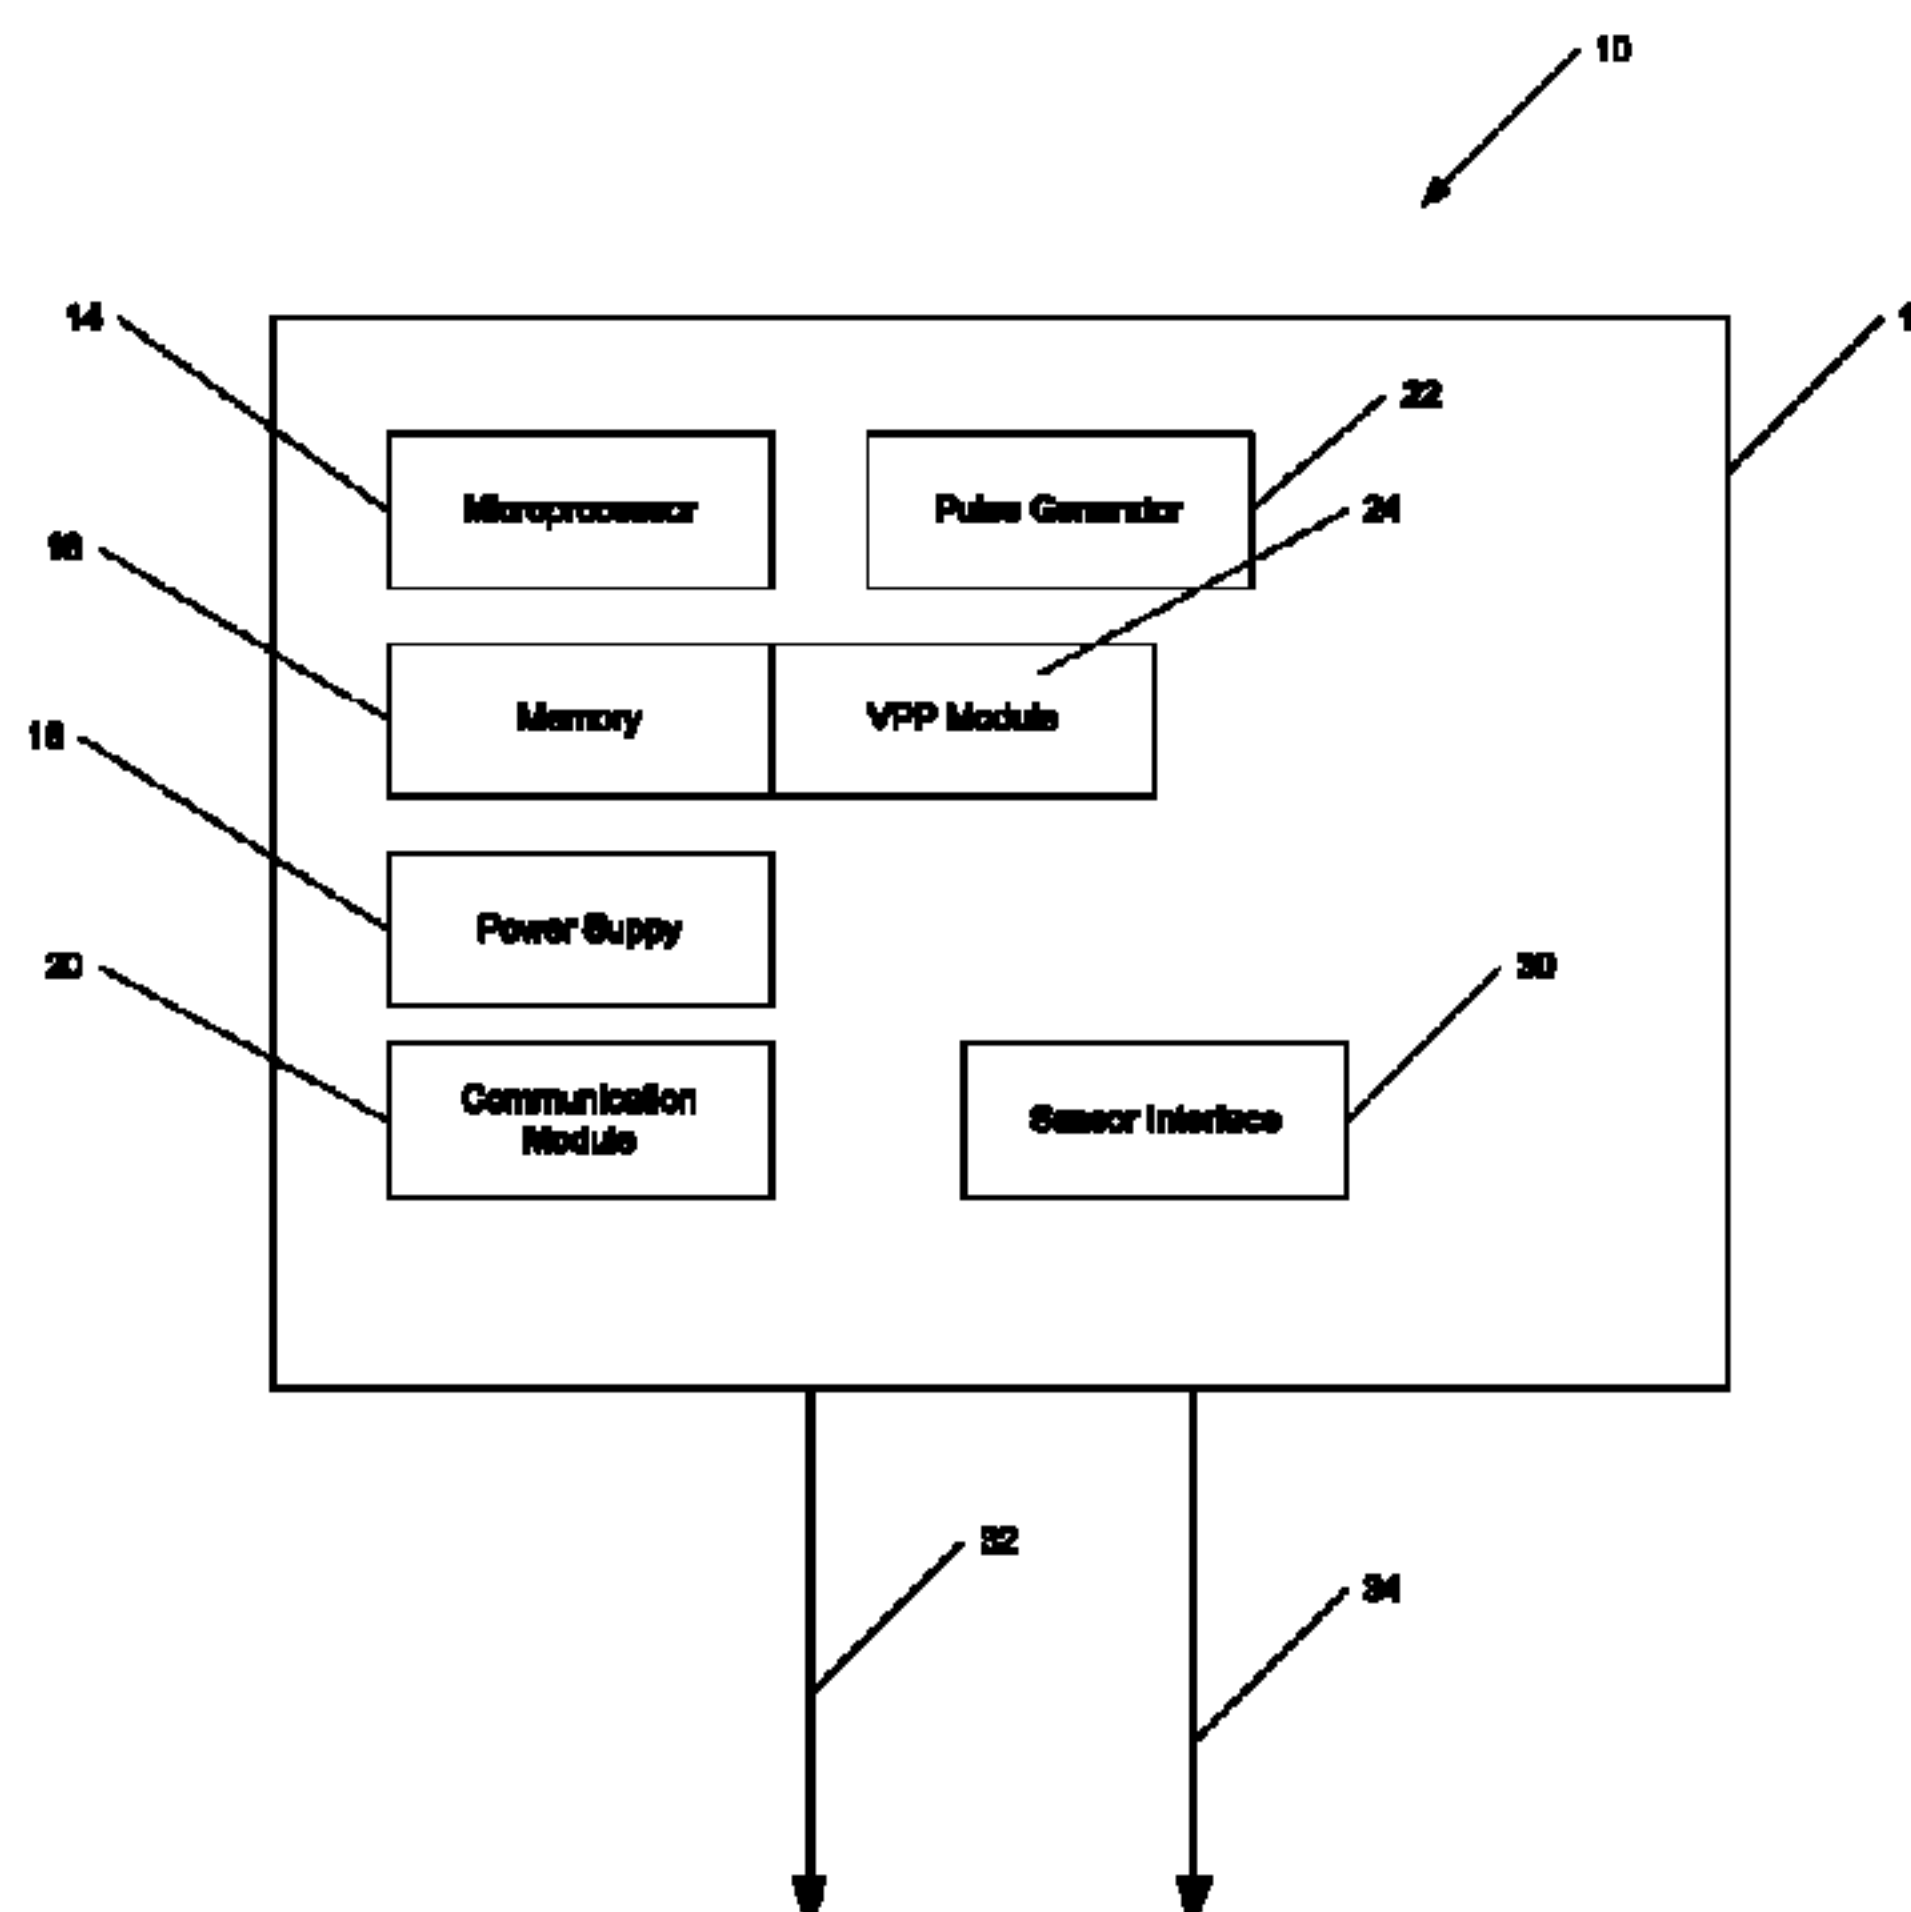 10
14
22
Microprocessor
Pulse Generator
24
16
Memory
VPP Module
18
Power Supply
20
30
Communication
Module
Sensor Interface
32
34